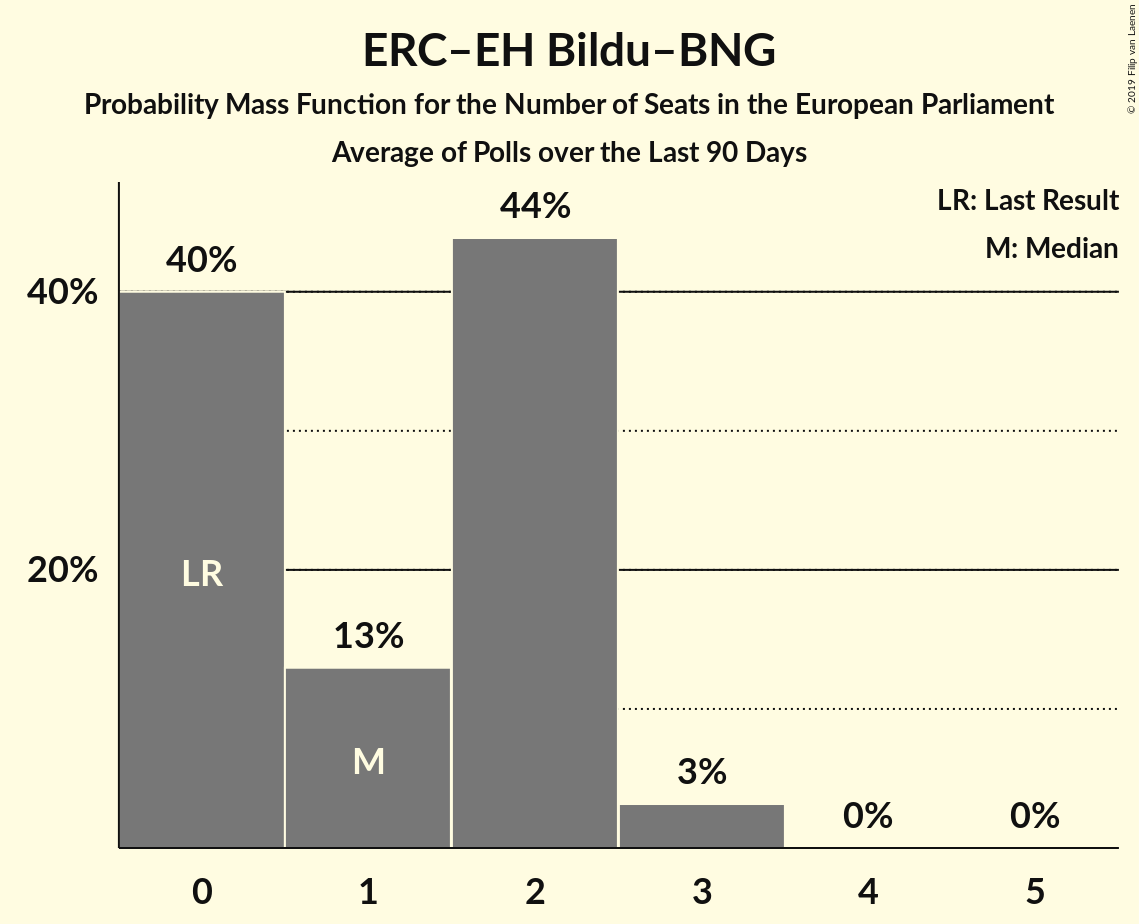 ERC–EH Bildu–BNG
Probability Mass Function for the Number of Seats in the European Parliament
Average of Polls over the Last 90 Days
© 2019 Filip van Laenen
LR: Last Result
M: Median
44%
40%
40%
20%
LR
13%
M
3%
0%
0%
0 1 2 3 4 5